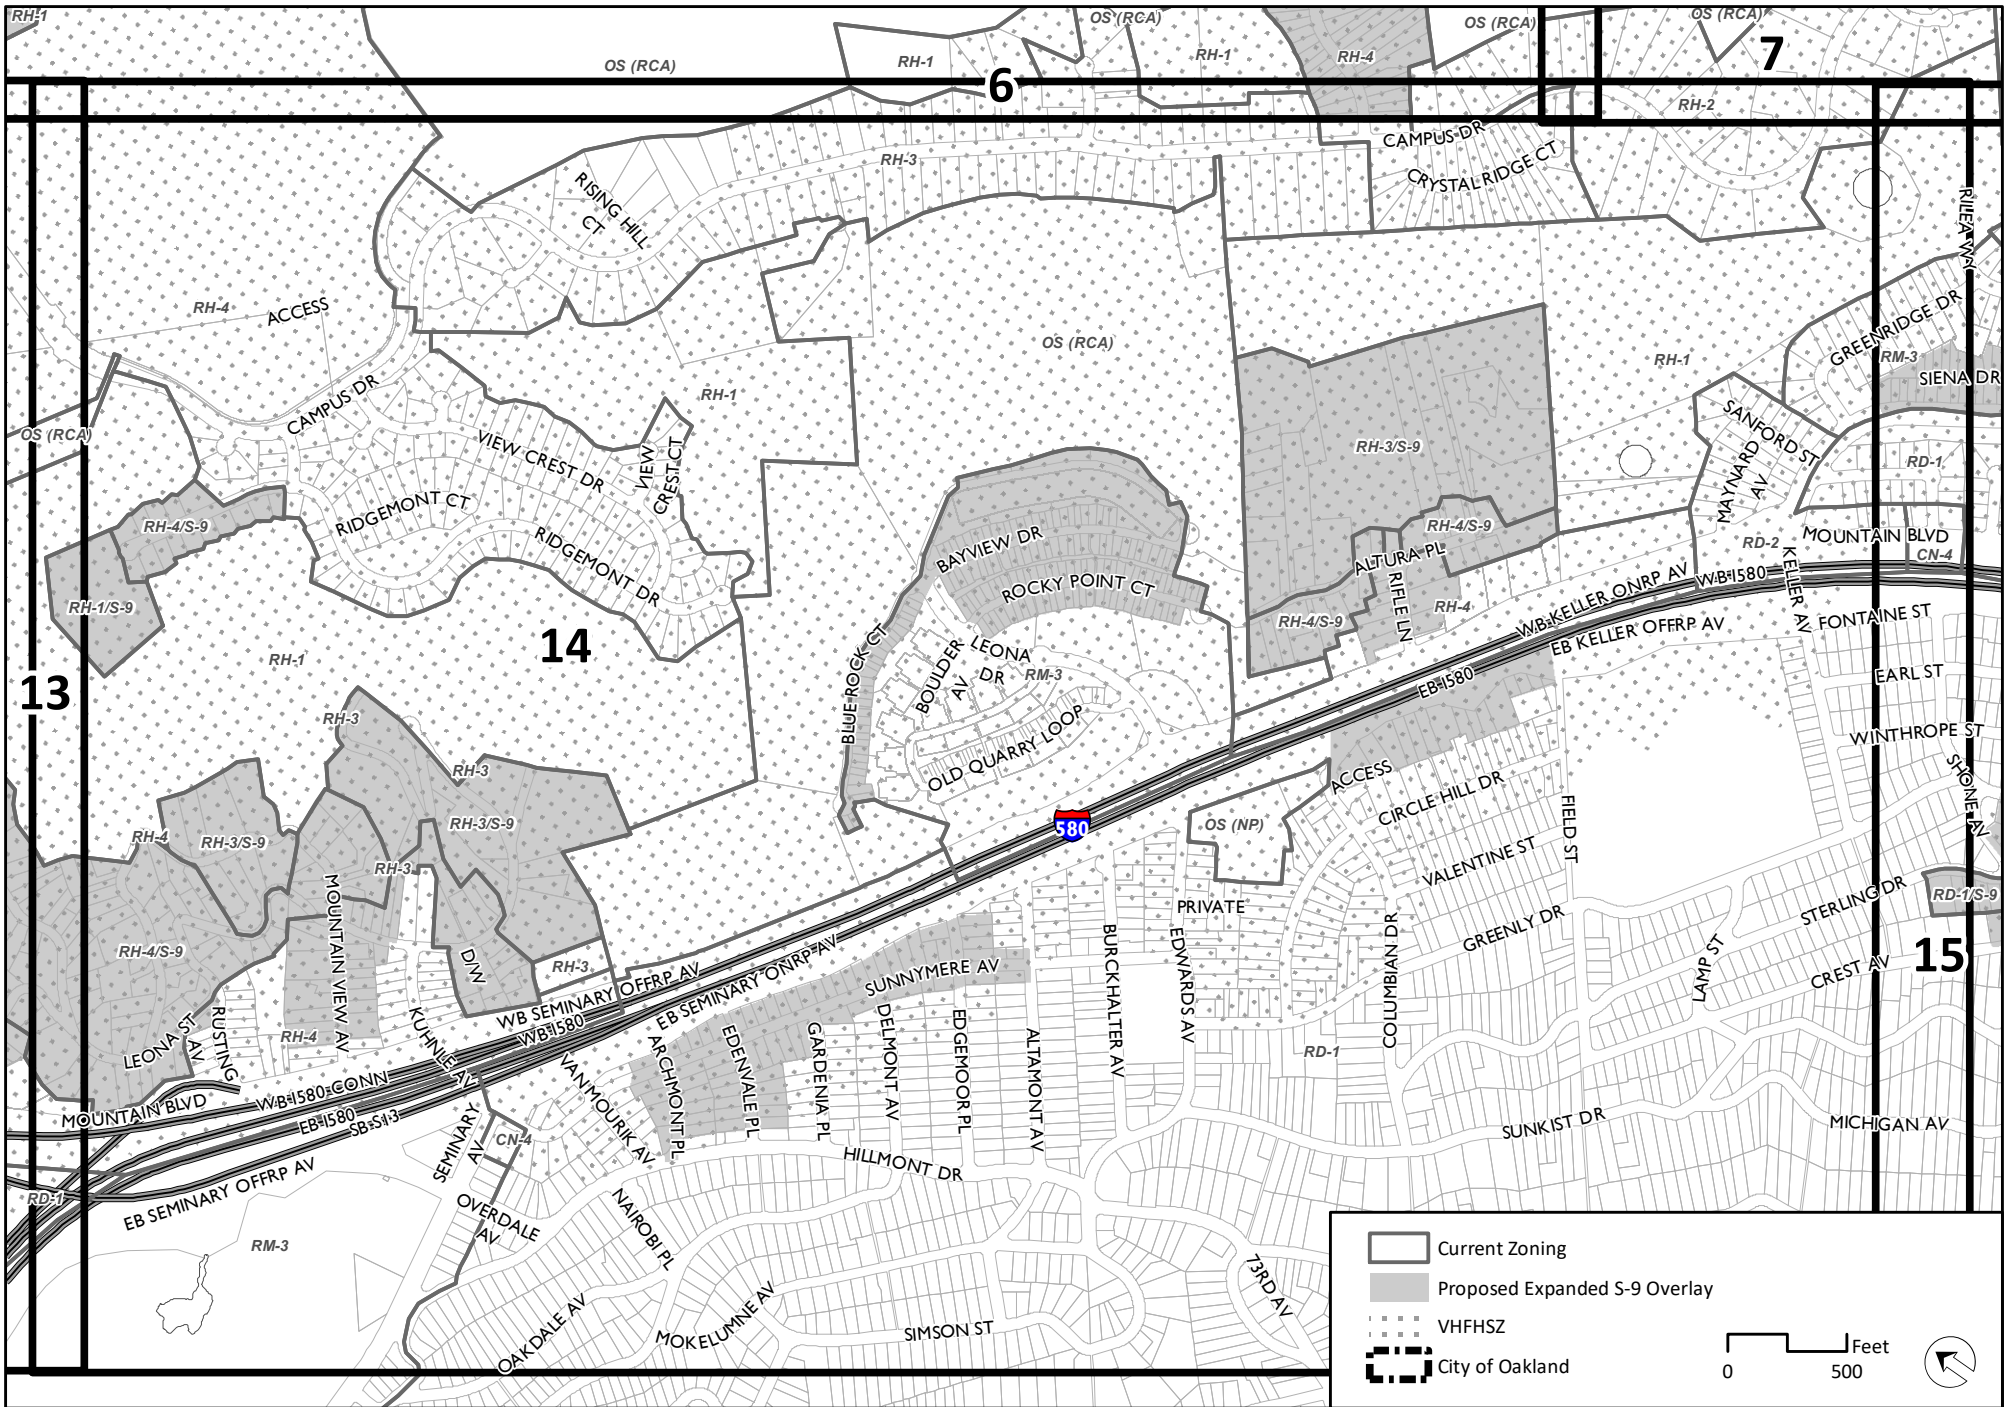 RH-1
OS (RCA)
OS (RCA)
OS (RCA)
7
RH-1
RH-1
RH-4
OS (RCA)
6
RH-2
CAMPUS DR
CRYSTAL RIDGE CT
RH-3
RISING HILL
CT
RILEA WY
RH-4
ACCESS
OS (RCA)
GREENRIDGE DR
RM-3
SIENA DR
RH-1
RH-1
CAMPUS DR
OS (RCA)
VIEW CREST DR
VIEW
CREST CT
RH-3/S-9
SANFORD ST
MAYNARD
AV
RD-1
RIDGEMONT CT
RH-4/S-9
RH-4/S-9
RIDGEMONT DR
BAYVIEW DR
ROCKY POINT CT
ALTURA PL
RIFLE LN
RD-2
MOUNTAIN BLVD
CN-4
KELLER AV
WB KELLER ONRP AV
WB I580
RH-1/S-9
RH-4
RH-4/S-9
FONTAINE ST
EB KELLER OFFRP AV
14
RH-1
BLUE ROCK CT
BOULDER
AV
LEONA
DR
RM-3
EB I580
EARL ST
13
RH-3
WINTHROPE ST
OLD QUARRY LOOP
SHONE AV
RH-3
ACCESS
CIRCLE HILL DR
RH-4
RH-3/S-9
RH-3/S-9
580
OS (NP)
FIELD ST
VALENTINE ST
RH-3
MOUNTAIN VIEW AV
PRIVATE
STERLING DR
RD-1/S-9
RH-4/S-9
D/W
RH-3
BURCKHALTER AV
EDWARDS AV
COLUMBIAN DR
GREENLY DR
LAMP ST
CREST AV
15
WB SEMINARY OFFRP AV
EB SEMINARY ONRP AV
SUNNYMERE AV
WB I580
LEONA ST
AV
RUSTING
RH-4
KUHNLE AV
VAN MOURIK AV
ARCHMONT PL
EDENVALE PL
GARDENIA PL
DELMONT AV
EDGEMOOR PL
ALTAMONT AV
RD-1
MOUNTAIN BLVD
WB I580 CONN
EB I580
SB S13
SEMINARY
AV
CN-4
SUNKIST DR
MICHIGAN AV
HILLMONT DR
RD-1
EB SEMINARY OFFRP AV
OVERDALE
AV
NAIROBI PL
RM-3
73RD AV
OAKDALE AV
MOKELUMNE AV
SIMSON ST
Current Zoning
Proposed Expanded S-9 Overlay
VHFHSZ
City of Oakland
Feet
0 500